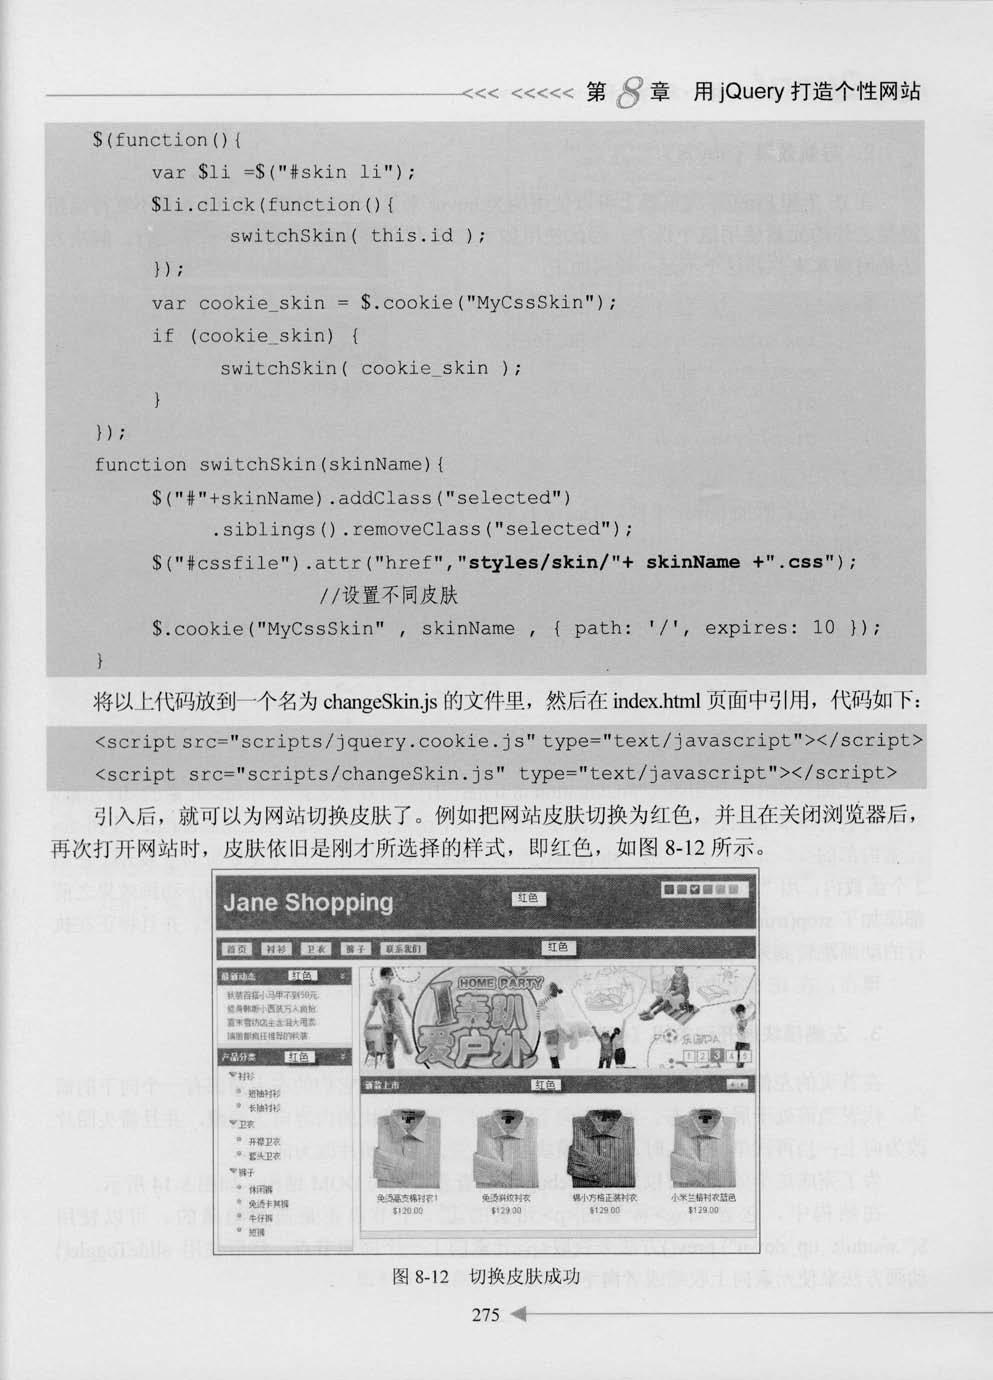 <<< <<<<< 第8章 用jQuery打造个性网站
$(function(){
var $li =$("#skin li");
$li.click(function(){
switchSkin( this.id );
});
var cookie_skin = $.cookie("MyCssSkin");
if (cookie_skin) {
switchSkin( cookie_skin );
}
});
function switchSkin(skinName){
$("#"+skinName).addClass("selected")
.siblings().removeClass("selected");
$("#cssfile").attr("href","styles/skin/"+ skinName +".css");
//设置不同皮肤
$.cookie("MyCssSkin" , skinName , { path: '/', expires: 10 });
}
将以上代码放到一个名为 changeSkin.js 的文件里，然后在 index.html 页面中引用，代码如下：
<script src="scripts/jquery.cookie.js" type="text/javascript"></script>
<script src="scripts/changeSkin.js" type="text/javascript"></script>
引入后，就可以为网站切换皮肤了。例如把网站皮肤切换为红色，并且在关闭浏览器后，
再次打开网站时，皮肤依旧是刚才所选择的样式，即红色，如图 8-12 所示。
Jane Shopping
红色
首页 衬衫 卫衣 裤子 联系我们
红色
最新动态 红色
产品分类 红色
衬衫
短袖衬衫
长袖衬衫
卫衣
开襟卫衣
套头卫衣
裤子
休闲裤
免烫卡其裤
牛仔裤
短裤
HOME PARTY
1轰趴
爱户外
1 2 3 4 5
新款上市 红色
免烫高支棉衬衣1
$120.00
免烫斜纹衬衣
$129.00
锦小方格正装衬衣
$129.00
小米兰格衬衣蓝色
$129.00
图 8-12 切换皮肤成功
275